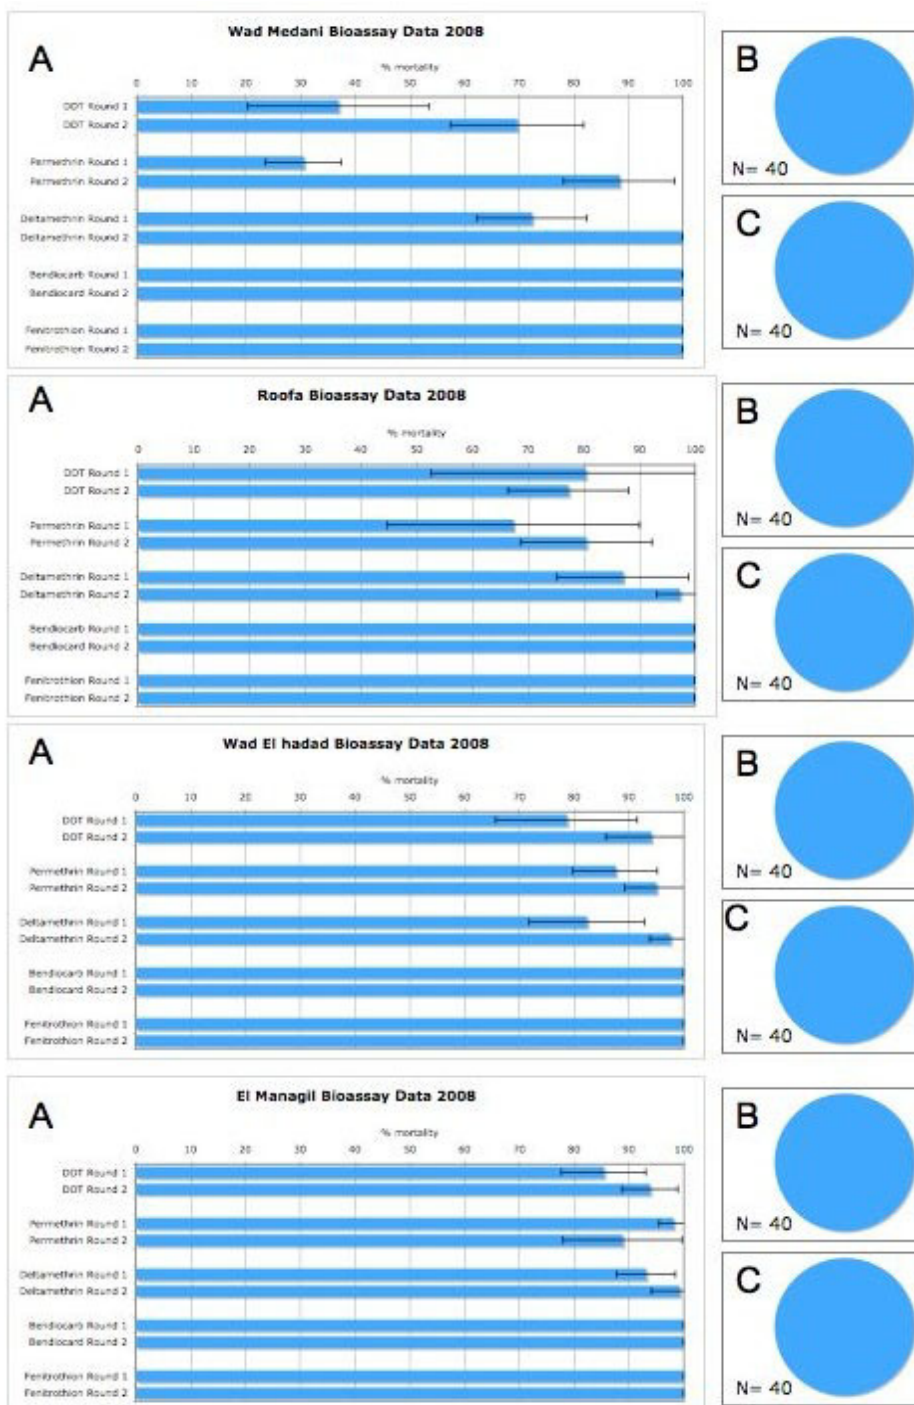 Wad Medani Bioassay Data 2008
A
% mortality
0 10 20 30 40 50 60 70 80 90 100
DDT Round 1
DDT Round 2
Permethrin Round 1
Permethrin Round 2
Deltamethrin Round 1
Deltamethrin Round 2
Bendiocarb Round 1
Bendiocard Round 2
Fenitrothion Round 1
Fenitrothion Round 2
B
N= 40
C
N= 40
A
Roofa Bioassay Data 2008
% mortality
0 10 20 30 40 50 60 70 80 90 100
DDT Round 1
DDT Round 2
Permethrin Round 1
Permethrin Round 2
Deltamethrin Round 1
Deltamethrin Round 2
Bendiocarb Round 1
Bendiocard Round 2
Fenitrothion Round 1
Fenitrothion Round 2
B
N= 40
C
N= 40
A
Wad El hadad Bioassay Data 2008
% mortality
0 10 20 30 40 50 60 70 80 90 100
DDT Round 1
DDT Round 2
Permethrin Round 1
Permethrin Round 2
Deltamethrin Round 1
Deltamethrin Round 2
Bendiocarb Round 1
Bendiocard Round 2
Fenitrothion Round 1
Fenitrothion Round 2
B
N= 40
C
N= 40
A
El Managil Bioassay Data 2008
% mortality
0 10 20 30 40 50 60 70 80 90 100
DDT Round 1
DDT Round 2
Permethrin Round 1
Permethrin Round 2
Deltamethrin Round 1
Deltamethrin Round 2
Bendiocarb Round 1
Bendiocard Round 2
Fenitrothion Round 1
Fenitrothion Round 2
B
N= 40
C
N= 40